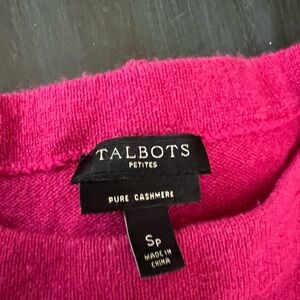 TALBOTS
PETITES
PURE CASHMERE
SP
MADE IN
CHINA